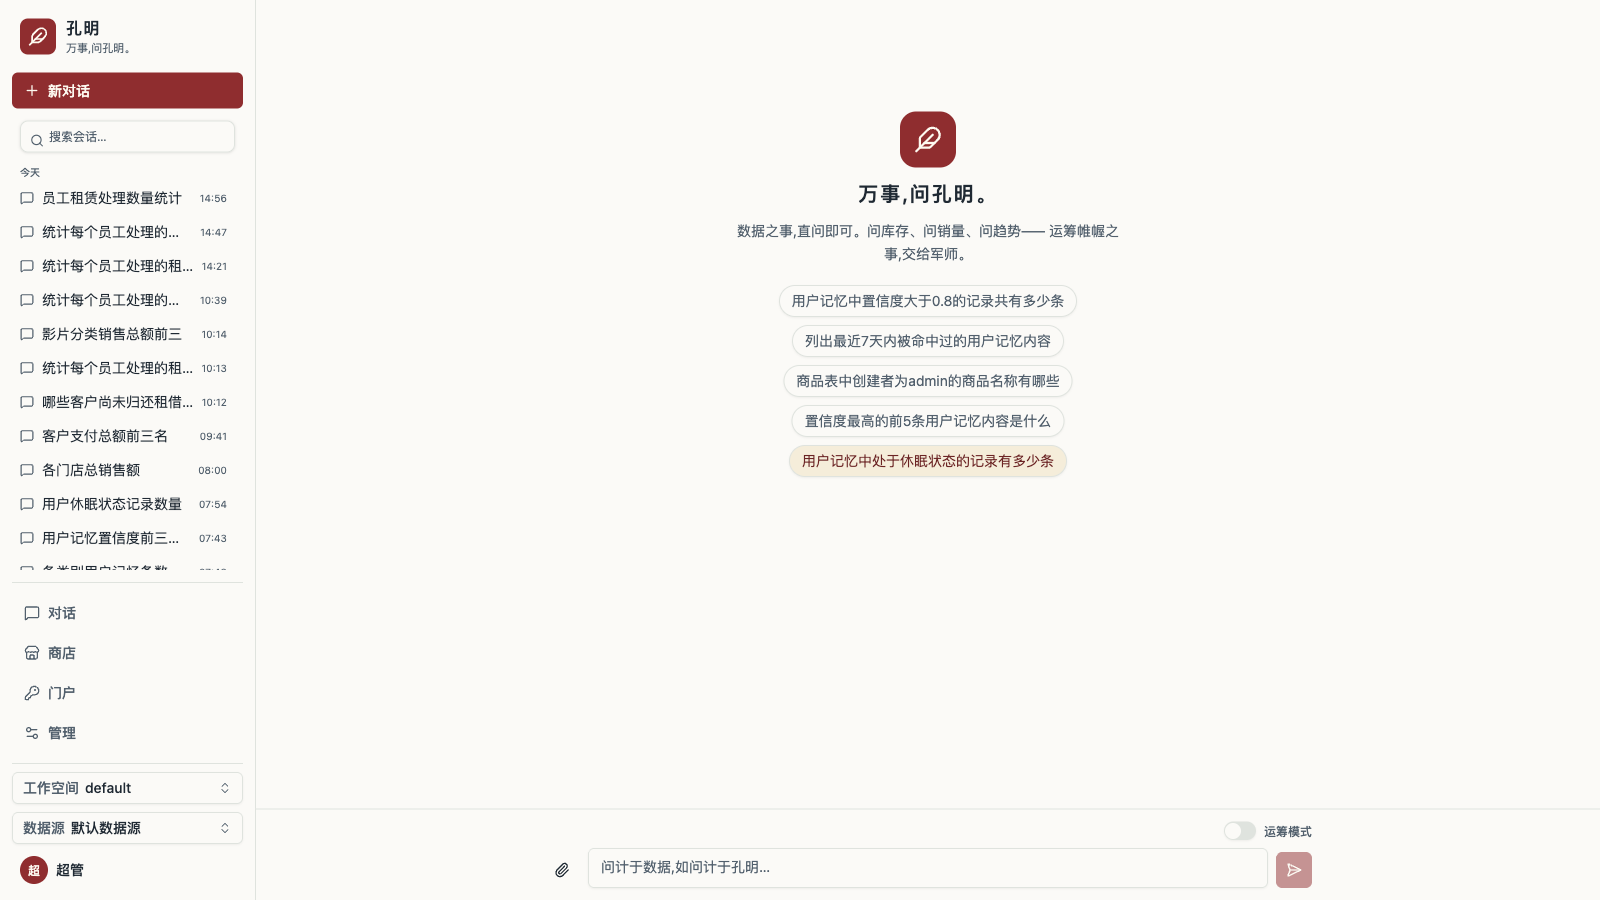 孔明
万事,问孔明。
新对话
搜索会话...
今天
员工租赁处理数量统计 14:56
统计每个员工处理的... 14:47
统计每个员工处理的租... 14:21
统计每个员工处理的... 10:39
影片分类销售总额前三 10:14
统计每个员工处理的租... 10:13
哪些客户尚未归还租借... 10:12
客户支付总额前三名 09:41
各门店总销售额 08:00
用户休眠状态记录数量 07:54
用户记忆置信度前三... 07:43
对话
商店
门户
管理
工作空间 default
数据源 默认数据源
超 超管
万事,问孔明。
数据之事,直问即可。问库存、问销量、问趋势—— 运筹帷幄之
事,交给军师。
用户记忆中置信度大于0.8的记录共有多少条
列出最近7天内被命中过的用户记忆内容
商品表中创建者为admin的商品名称有哪些
置信度最高的前5条用户记忆内容是什么
用户记忆中处于休眠状态的记录有多少条
运筹模式
问计于数据,如问计于孔明...